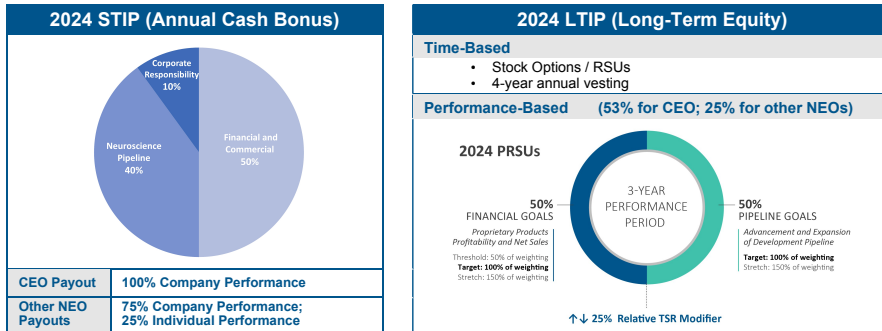 2024 STIP (Annual Cash Bonus)
Corporate
Responsibility
10%
Neuroscience
Pipeline
40%
Financial and
Commercial
50%
CEO Payout
100% Company Performance
Other NEO
Payouts
75% Company Performance;
25% Individual Performance
2024 LTIP (Long-Term Equity)
Time-Based
• Stock Options / RSUs
• 4-year annual vesting
Performance-Based (53% for CEO; 25% for other NEOs)
2024 PRSUs
3-YEAR
PERFORMANCE
PERIOD
50%
FINANCIAL GOALS
Proprietary Products
Profitability and Net Sales
Threshold: 50% of weighting
Target: 100% of weighting
Stretch: 150% of weighting
50%
PIPELINE GOALS
Advancement and Expansion
of Development Pipeline
Target: 100% of weighting
Stretch: 150% of weighting
↑↓ 25% Relative TSR Modifier